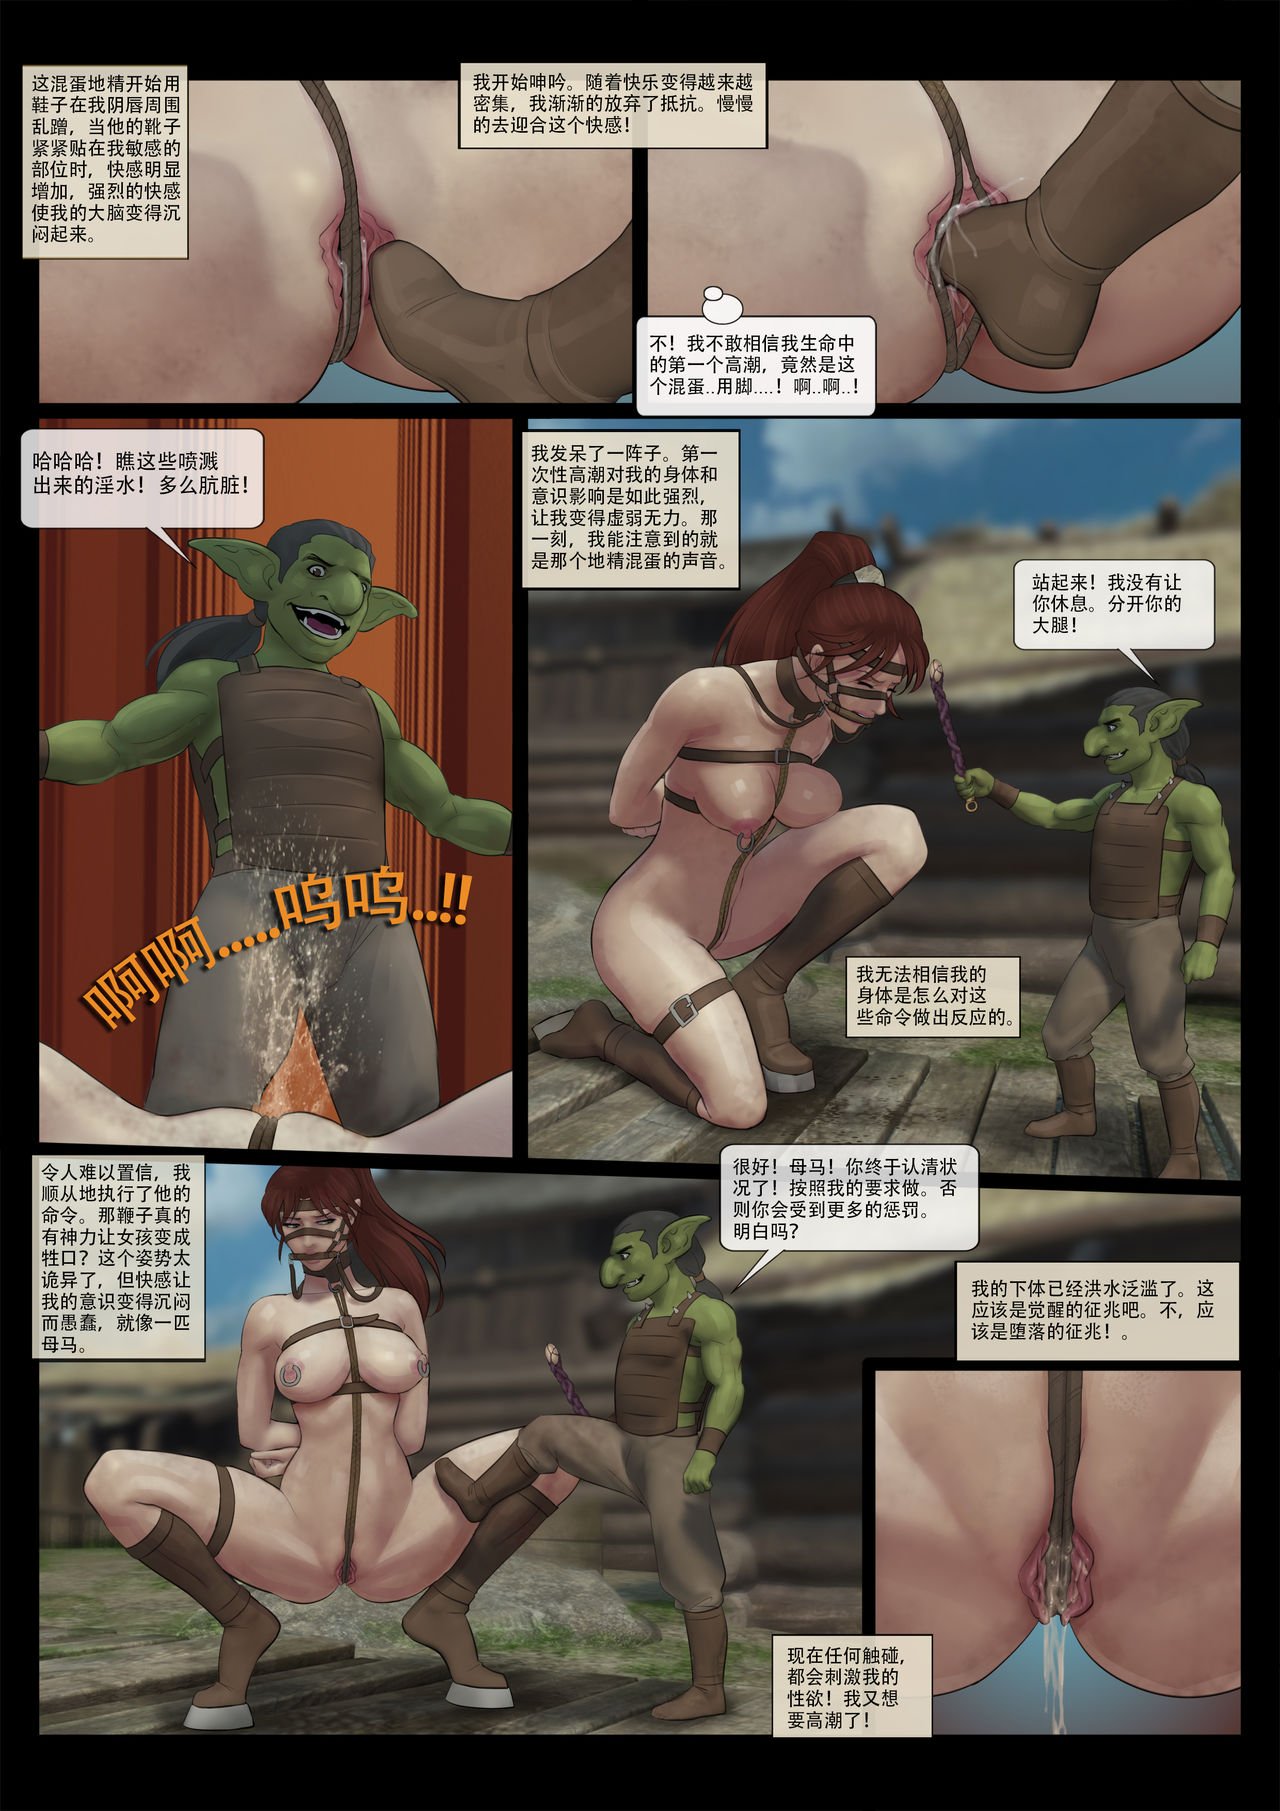 这混蛋地精开始用
鞋子在我阴唇周围
乱蹭，当他的靴子
紧紧贴在我敏感的
部位时，快感明显
增加，强烈的快感
使我的大脑变得沉
闷起来。
我开始呻吟。随着快乐变得越来越
密集，我渐渐的放弃了抵抗。慢慢
的去迎合这个快感！
不！我不敢相信我生命中
的第一个高潮，竟然是这
个混蛋..用脚....！啊..啊..！
哈哈哈！瞧这些喷溅
出来的淫水！多么肮脏！
啊啊.....呜呜..!!
我发呆了一阵子。第一
次性高潮对我的身体和
意识影响是如此强烈，
让我变得虚弱无力。那
一刻，我能注意到的就
是那个地精混蛋的声音。
站起来！我没有让
你休息。分开你的
大腿！
我无法相信我的
身体是怎么对这
些命令做出反应的。
令人难以置信，我
顺从地执行了他的
命令。那鞭子真的
有神力让女孩变成
牲口？这个姿势太
诡异了，但快感让
我的意识变得沉闷
而愚蠢，就像一匹
母马。
很好！母马！你终于认清状
况了！按照我的要求做。否
则你会受到更多的惩罚。
明白吗？
我的下体已经洪水泛滥了。这
应该是觉醒的征兆吧。不，应
该是堕落的征兆！。
现在任何触碰，
都会刺激我的
性欲！我又想
要高潮了！